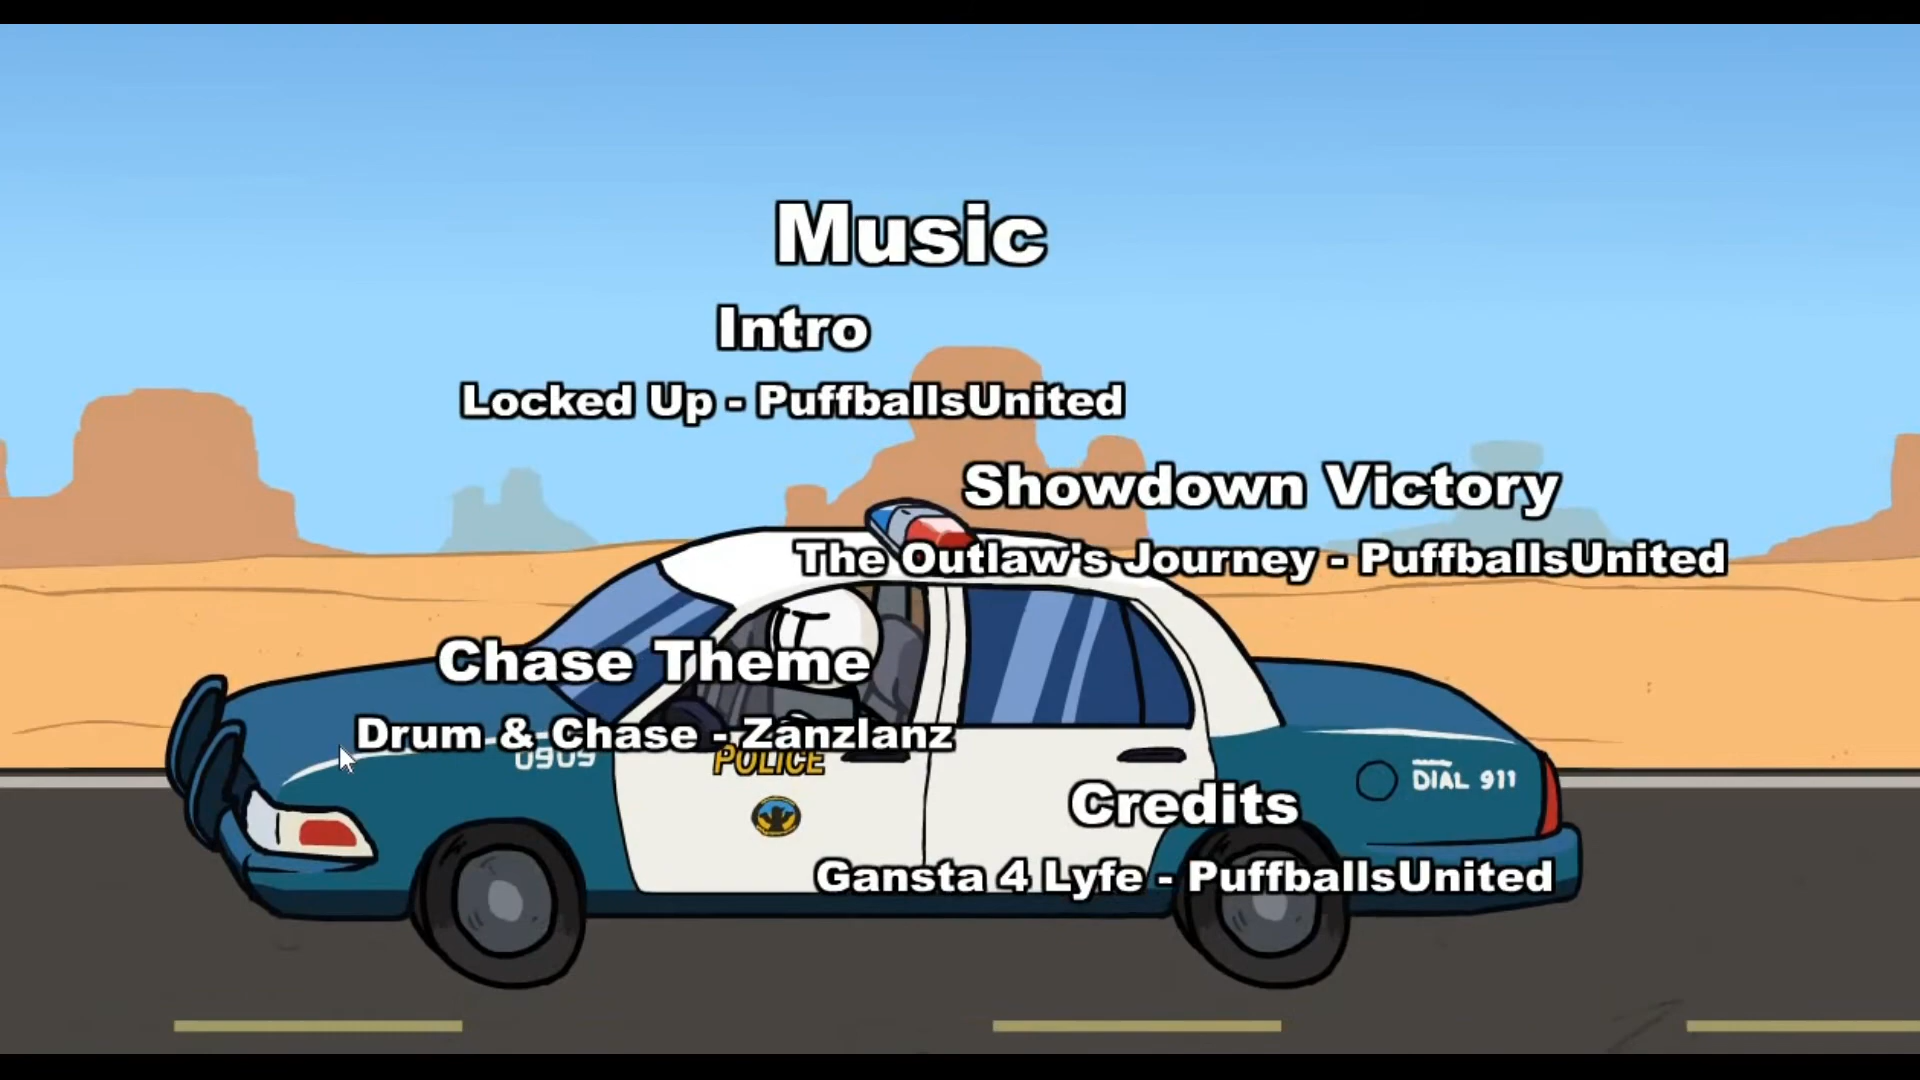 Music
Intro
Locked Up - PuffballsUnited
Showdown Victory
The Outlaw's Journey - PuffballsUnited
Chase Theme
Drum & Chase - Zanzlanz
0909
POLICE
DIAL 911
Credits
Gansta 4 Lyfe - PuffballsUnited